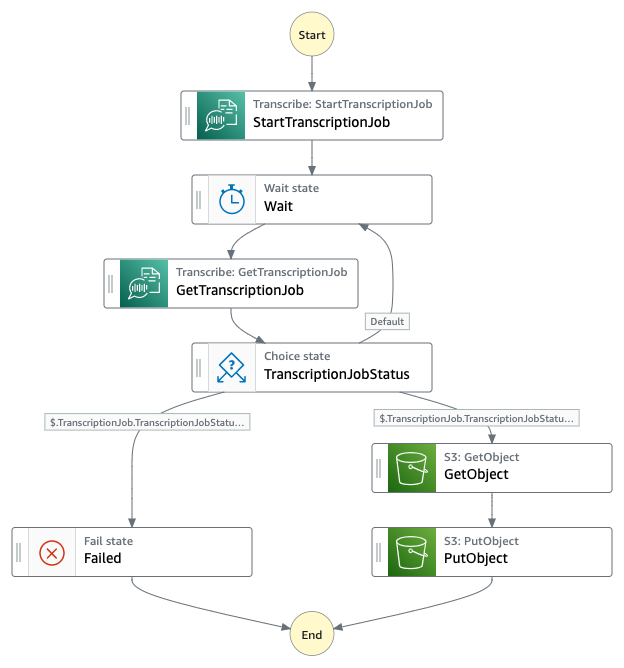 Start
Transcribe: StartTranscriptionJob
StartTranscriptionJob
Wait state
Wait
Transcribe: GetTranscriptionJob
GetTranscriptionJob
Default
Choice state
TranscriptionJobStatus
$.TranscriptionJob.TranscriptionJobStatu...
$.TranscriptionJob.TranscriptionJobStatu...
S3: GetObject
GetObject
Fail state
Failed
S3: PutObject
PutObject
End